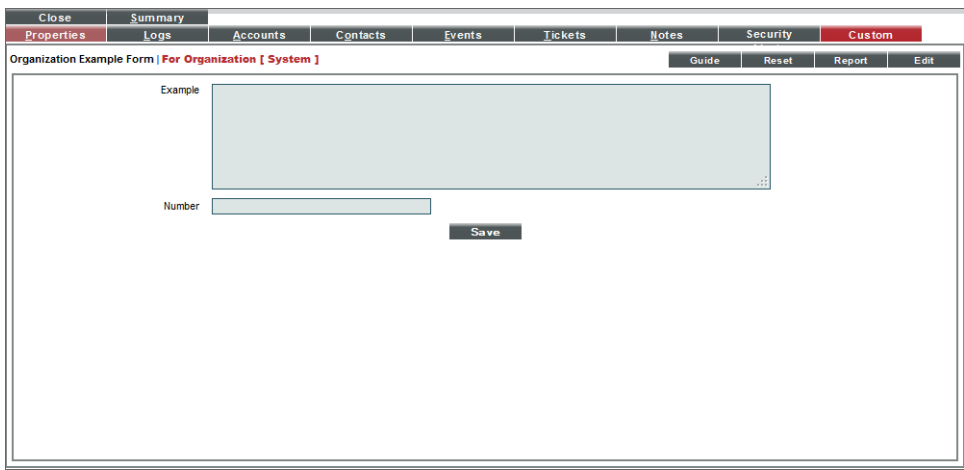 Close Summary
Properties Logs Accounts Contacts Events Tickets Notes Security Custom
Organization Example Form | For Organization [ System ] Guide Reset Report Edit
Example
Number
Save